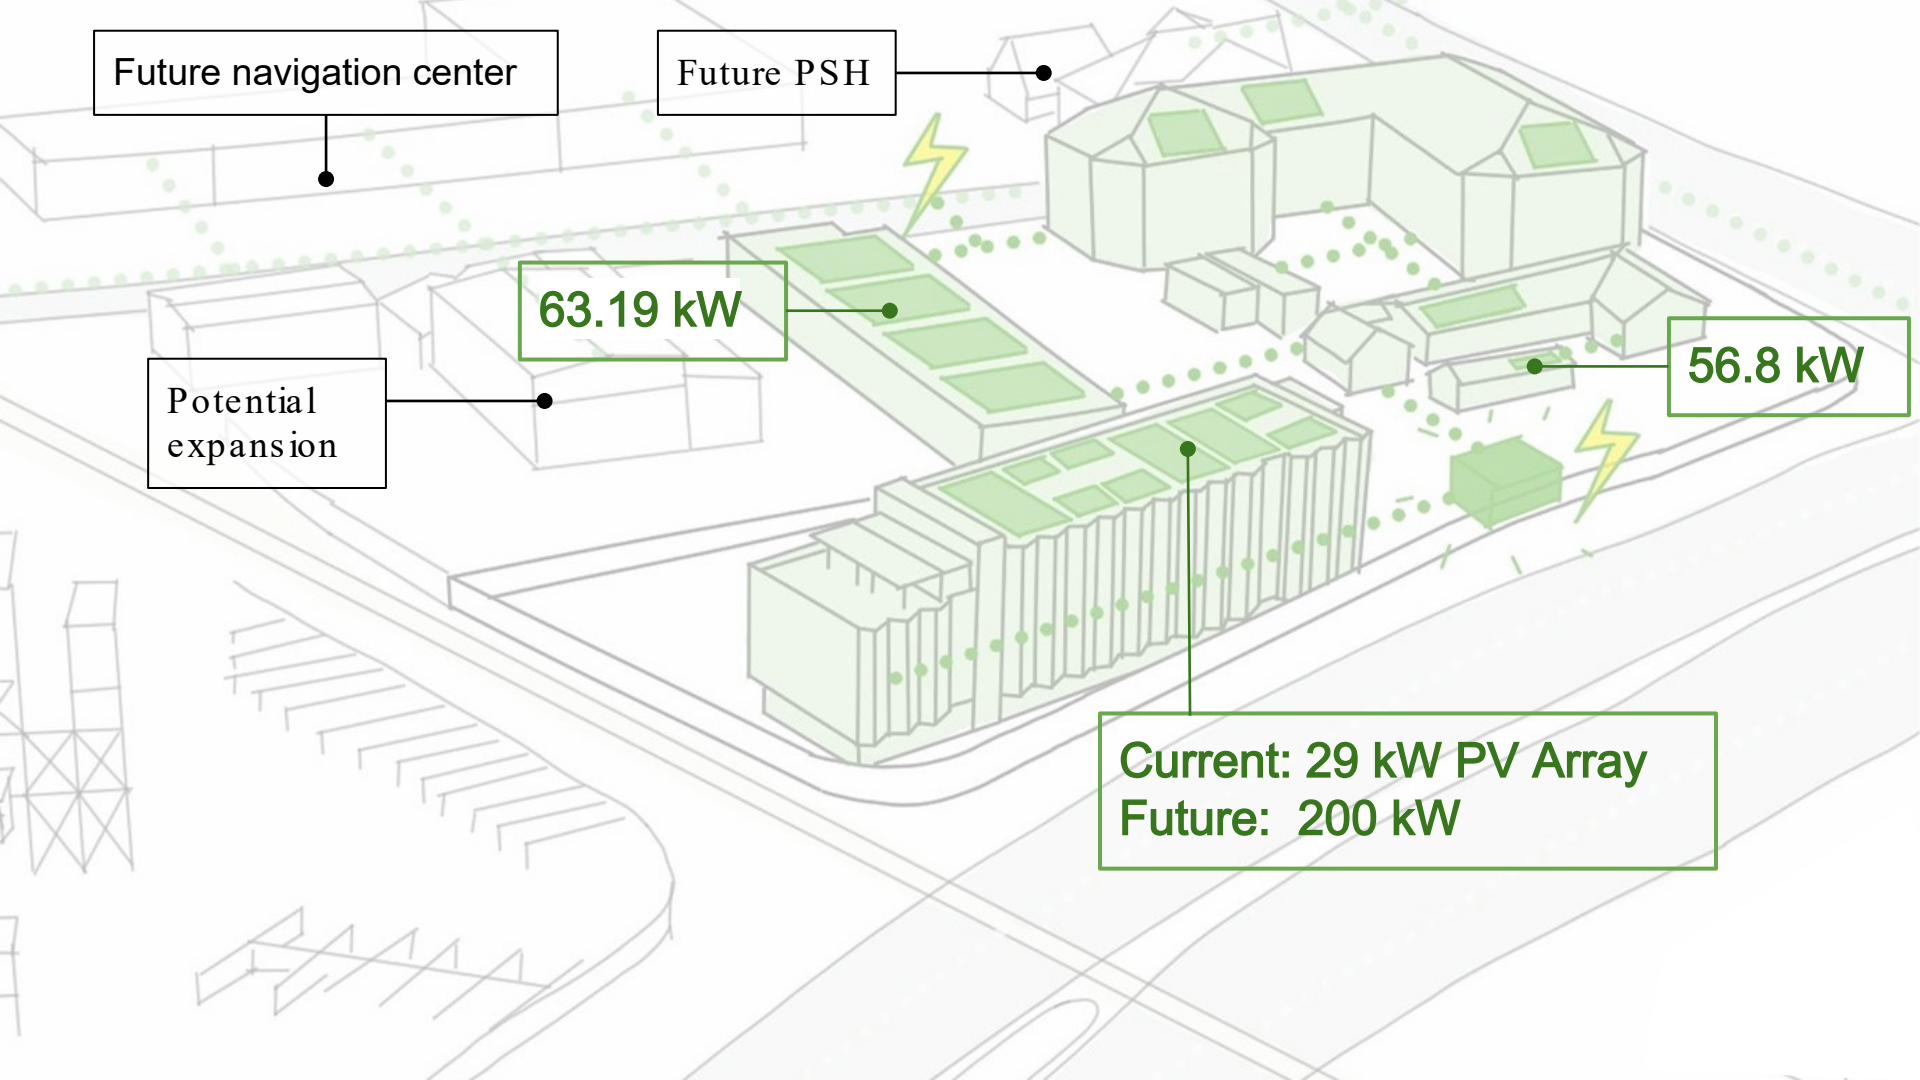 Future navigation center
Future PSH
63.19 kW
56.8 kW
Potential
expansion
Current: 29 kW PV Array
Future: 200 kW